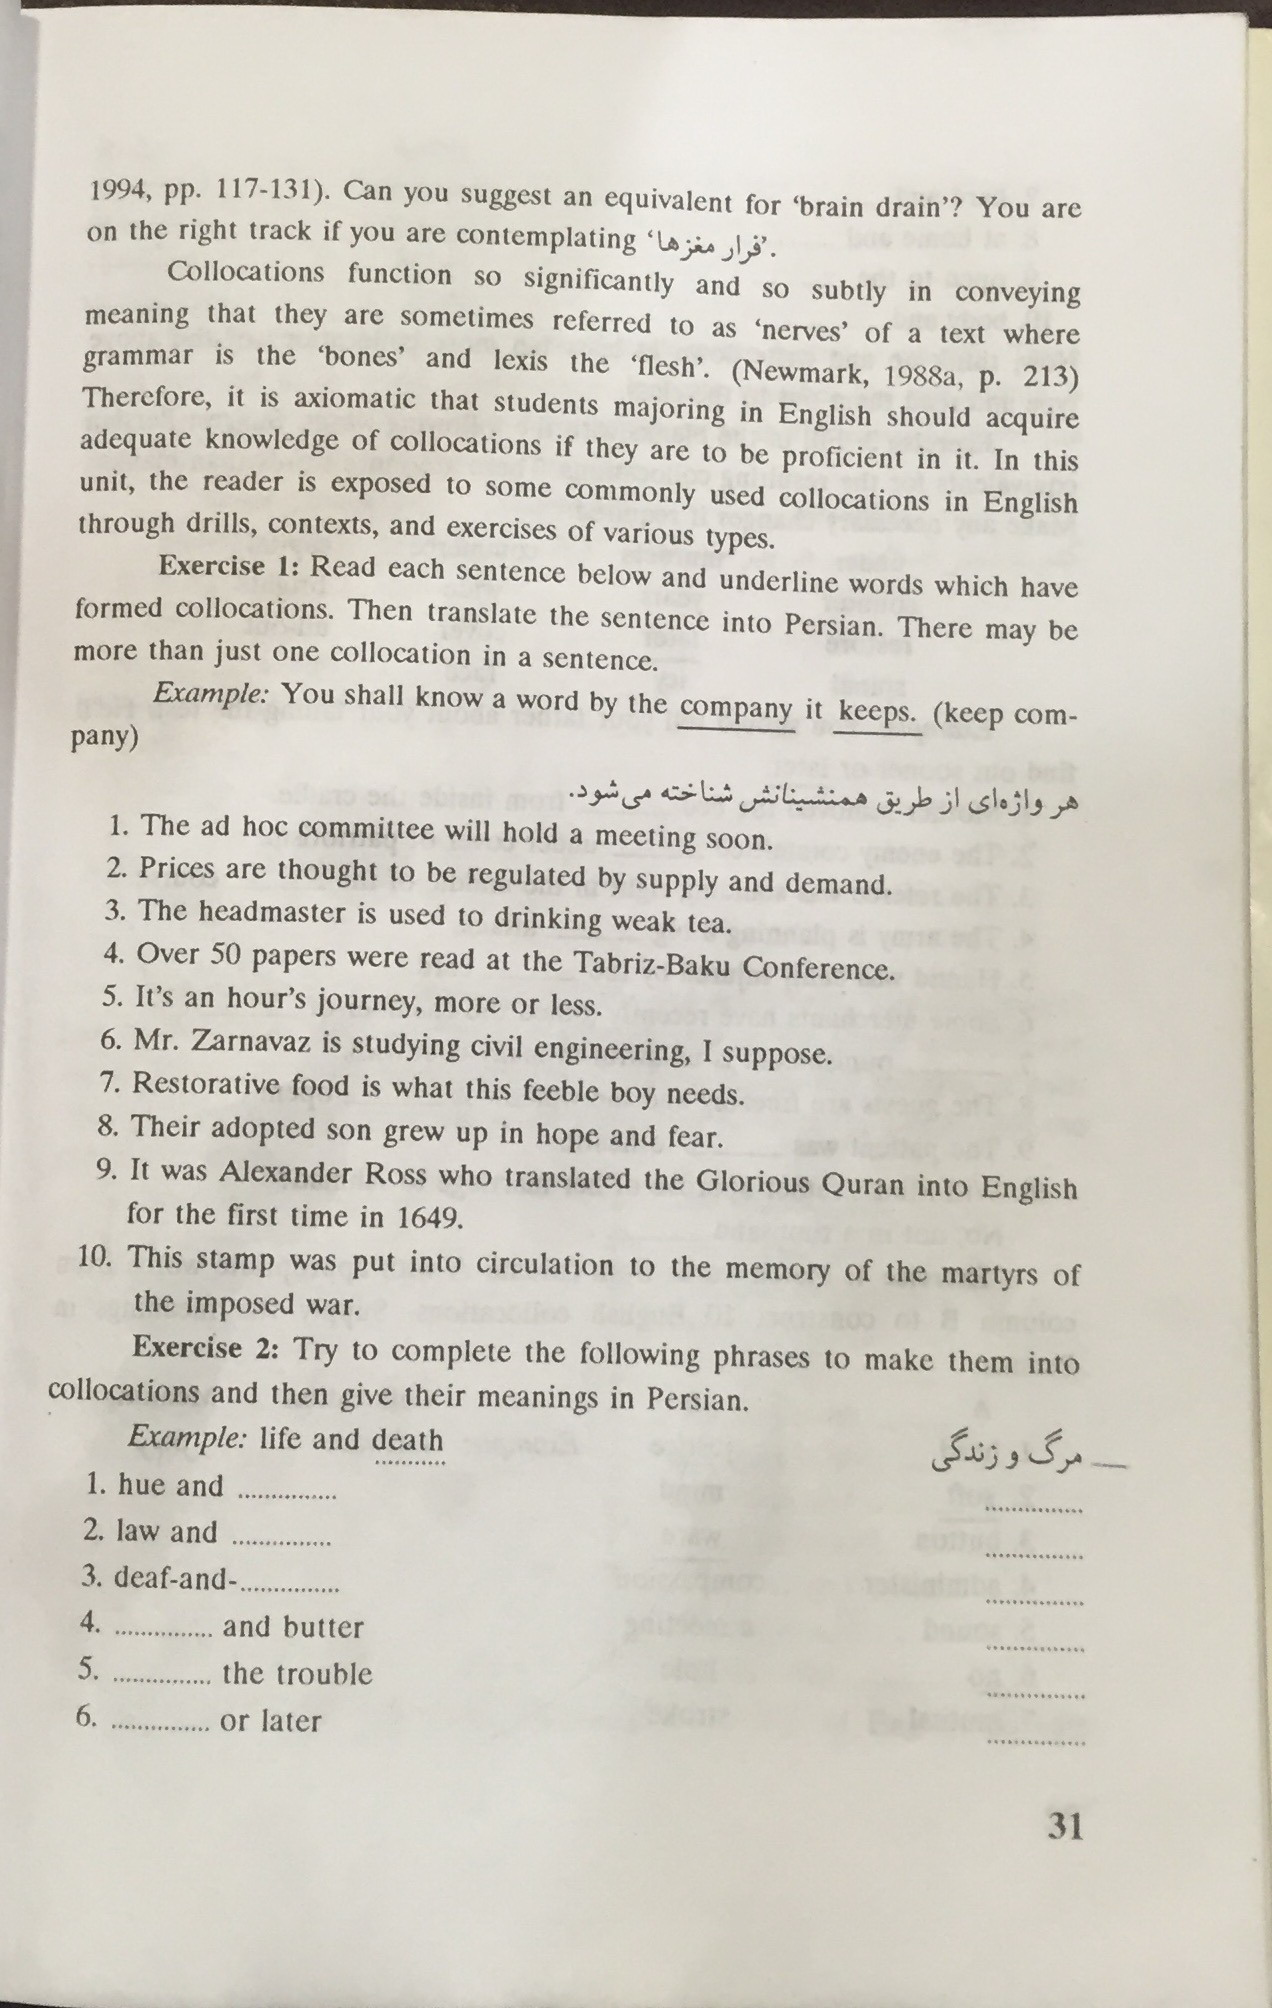 1994, pp. 117-131). Can you suggest an equivalent for 'brain drain'? You are
on the right track if you are contemplating 'فرار مغزها'.
Collocations function so significantly and so subtly in conveying
meaning that they are sometimes referred to as 'nerves' of a text where
grammar is the 'bones' and lexis the 'flesh'. (Newmark, 1988a, p. 213)
Therefore, it is axiomatic that students majoring in English should acquire
adequate knowledge of collocations if they are to be proficient in it. In this
unit, the reader is exposed to some commonly used collocations in English
through drills, contexts, and exercises of various types.
Exercise 1: Read each sentence below and underline words which have
formed collocations. Then translate the sentence into Persian. There may be
more than just one collocation in a sentence.
Example: You shall know a word by the company it keeps. (keep com-
pany)
هر واژه‌ای از طریق همنشینانش شناخته می‌شود.
1. The ad hoc committee will hold a meeting soon.
2. Prices are thought to be regulated by supply and demand.
3. The headmaster is used to drinking weak tea.
4. Over 50 papers were read at the Tabriz-Baku Conference.
5. It's an hour's journey, more or less.
6. Mr. Zarnavaz is studying civil engineering, I suppose.
7. Restorative food is what this feeble boy needs.
8. Their adopted son grew up in hope and fear.
9. It was Alexander Ross who translated the Glorious Quran into English
for the first time in 1649.
10. This stamp was put into circulation to the memory of the martyrs of
the imposed war.
Exercise 2: Try to complete the following phrases to make them into
collocations and then give their meanings in Persian.
Example: life and death مرگ و زندگی
1. hue and ............... ...............
2. law and ............... ...............
3. deaf-and-............... ...............
4. ............... and butter ...............
5. ............... the trouble ...............
6. ............... or later ...............
31